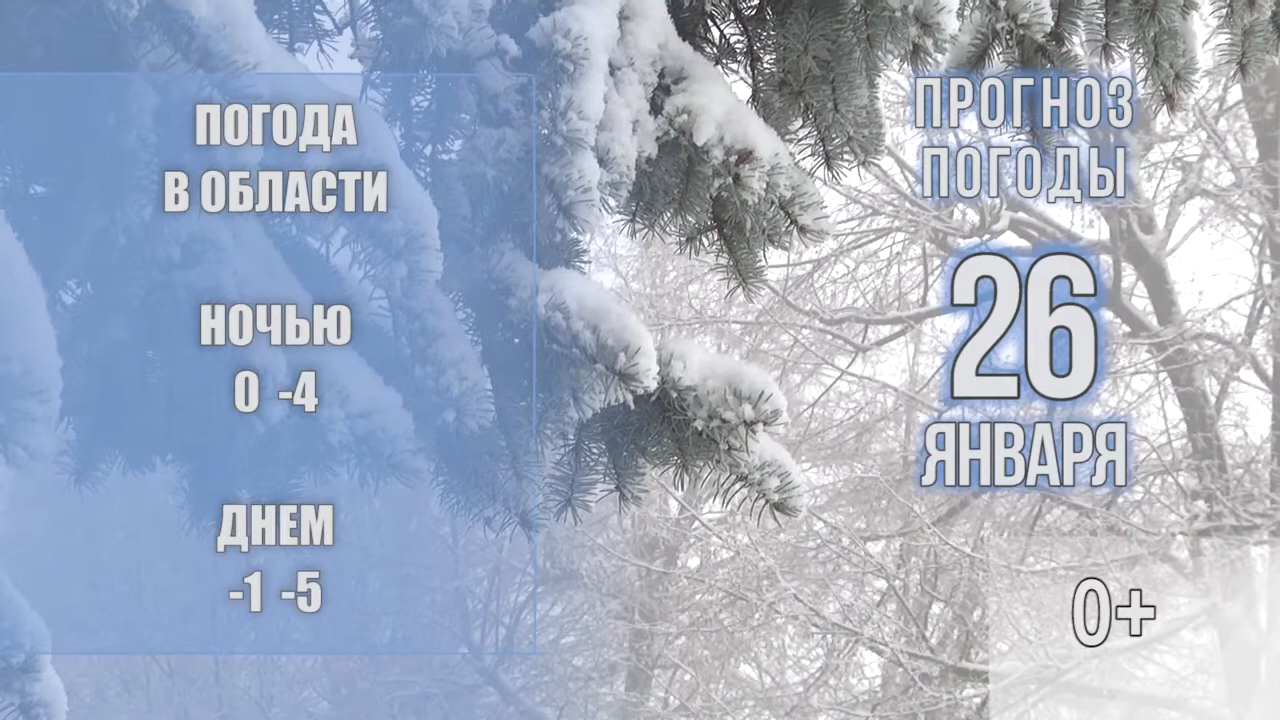 ПОГОДА
В ОБЛАСТИ
НОЧЬЮ
0 -4
ДНЕМ
-1 -5
ПРОГНОЗ
ПОГОДЫ
26
ЯНВАРЯ
0+